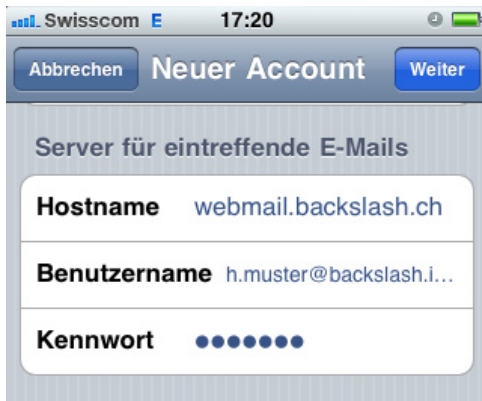 Swisscom E 17:20
Abbrechen Neuer Account Weiter
Server für eintreffende E-Mails
Hostname webmail.backslash.ch
Benutzername h.muster@backslash.i...
Kennwort ●●●●●●●